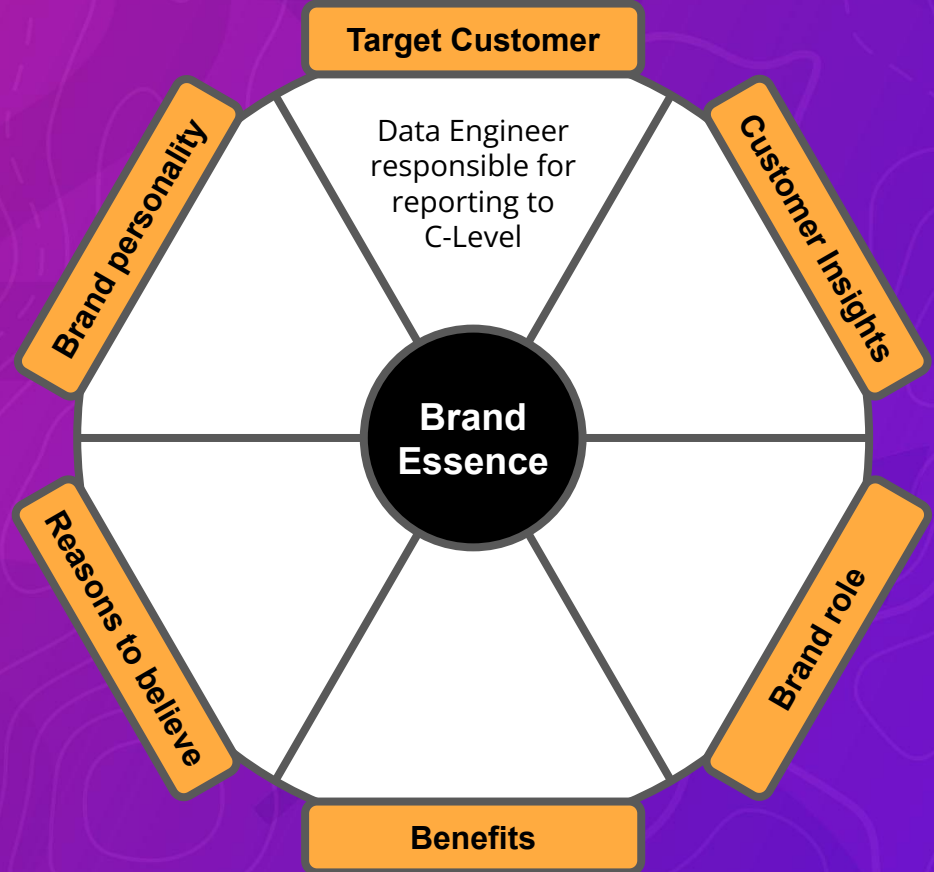 Target Customer
Data Engineer
responsible for
reporting to
C-Level
Customer Insights
Brand role
Benefits
Reasons to believe
Brand personality
Brand
Essence